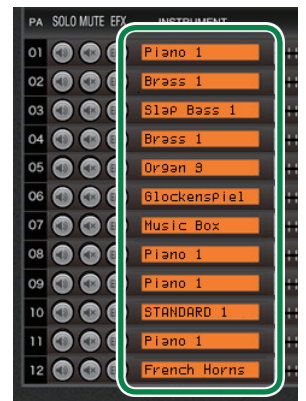 PA SOLO MUTE EFX INSTRUMENT
01 Piano 1
02 Brass 1
03 Slap Bass 1
04 Brass 1
05 Organ 3
06 Glockenspiel
07 Music Box
08 Piano 1
09 Piano 1
10 STANDARD 1
11 Piano 1
12 French Horns